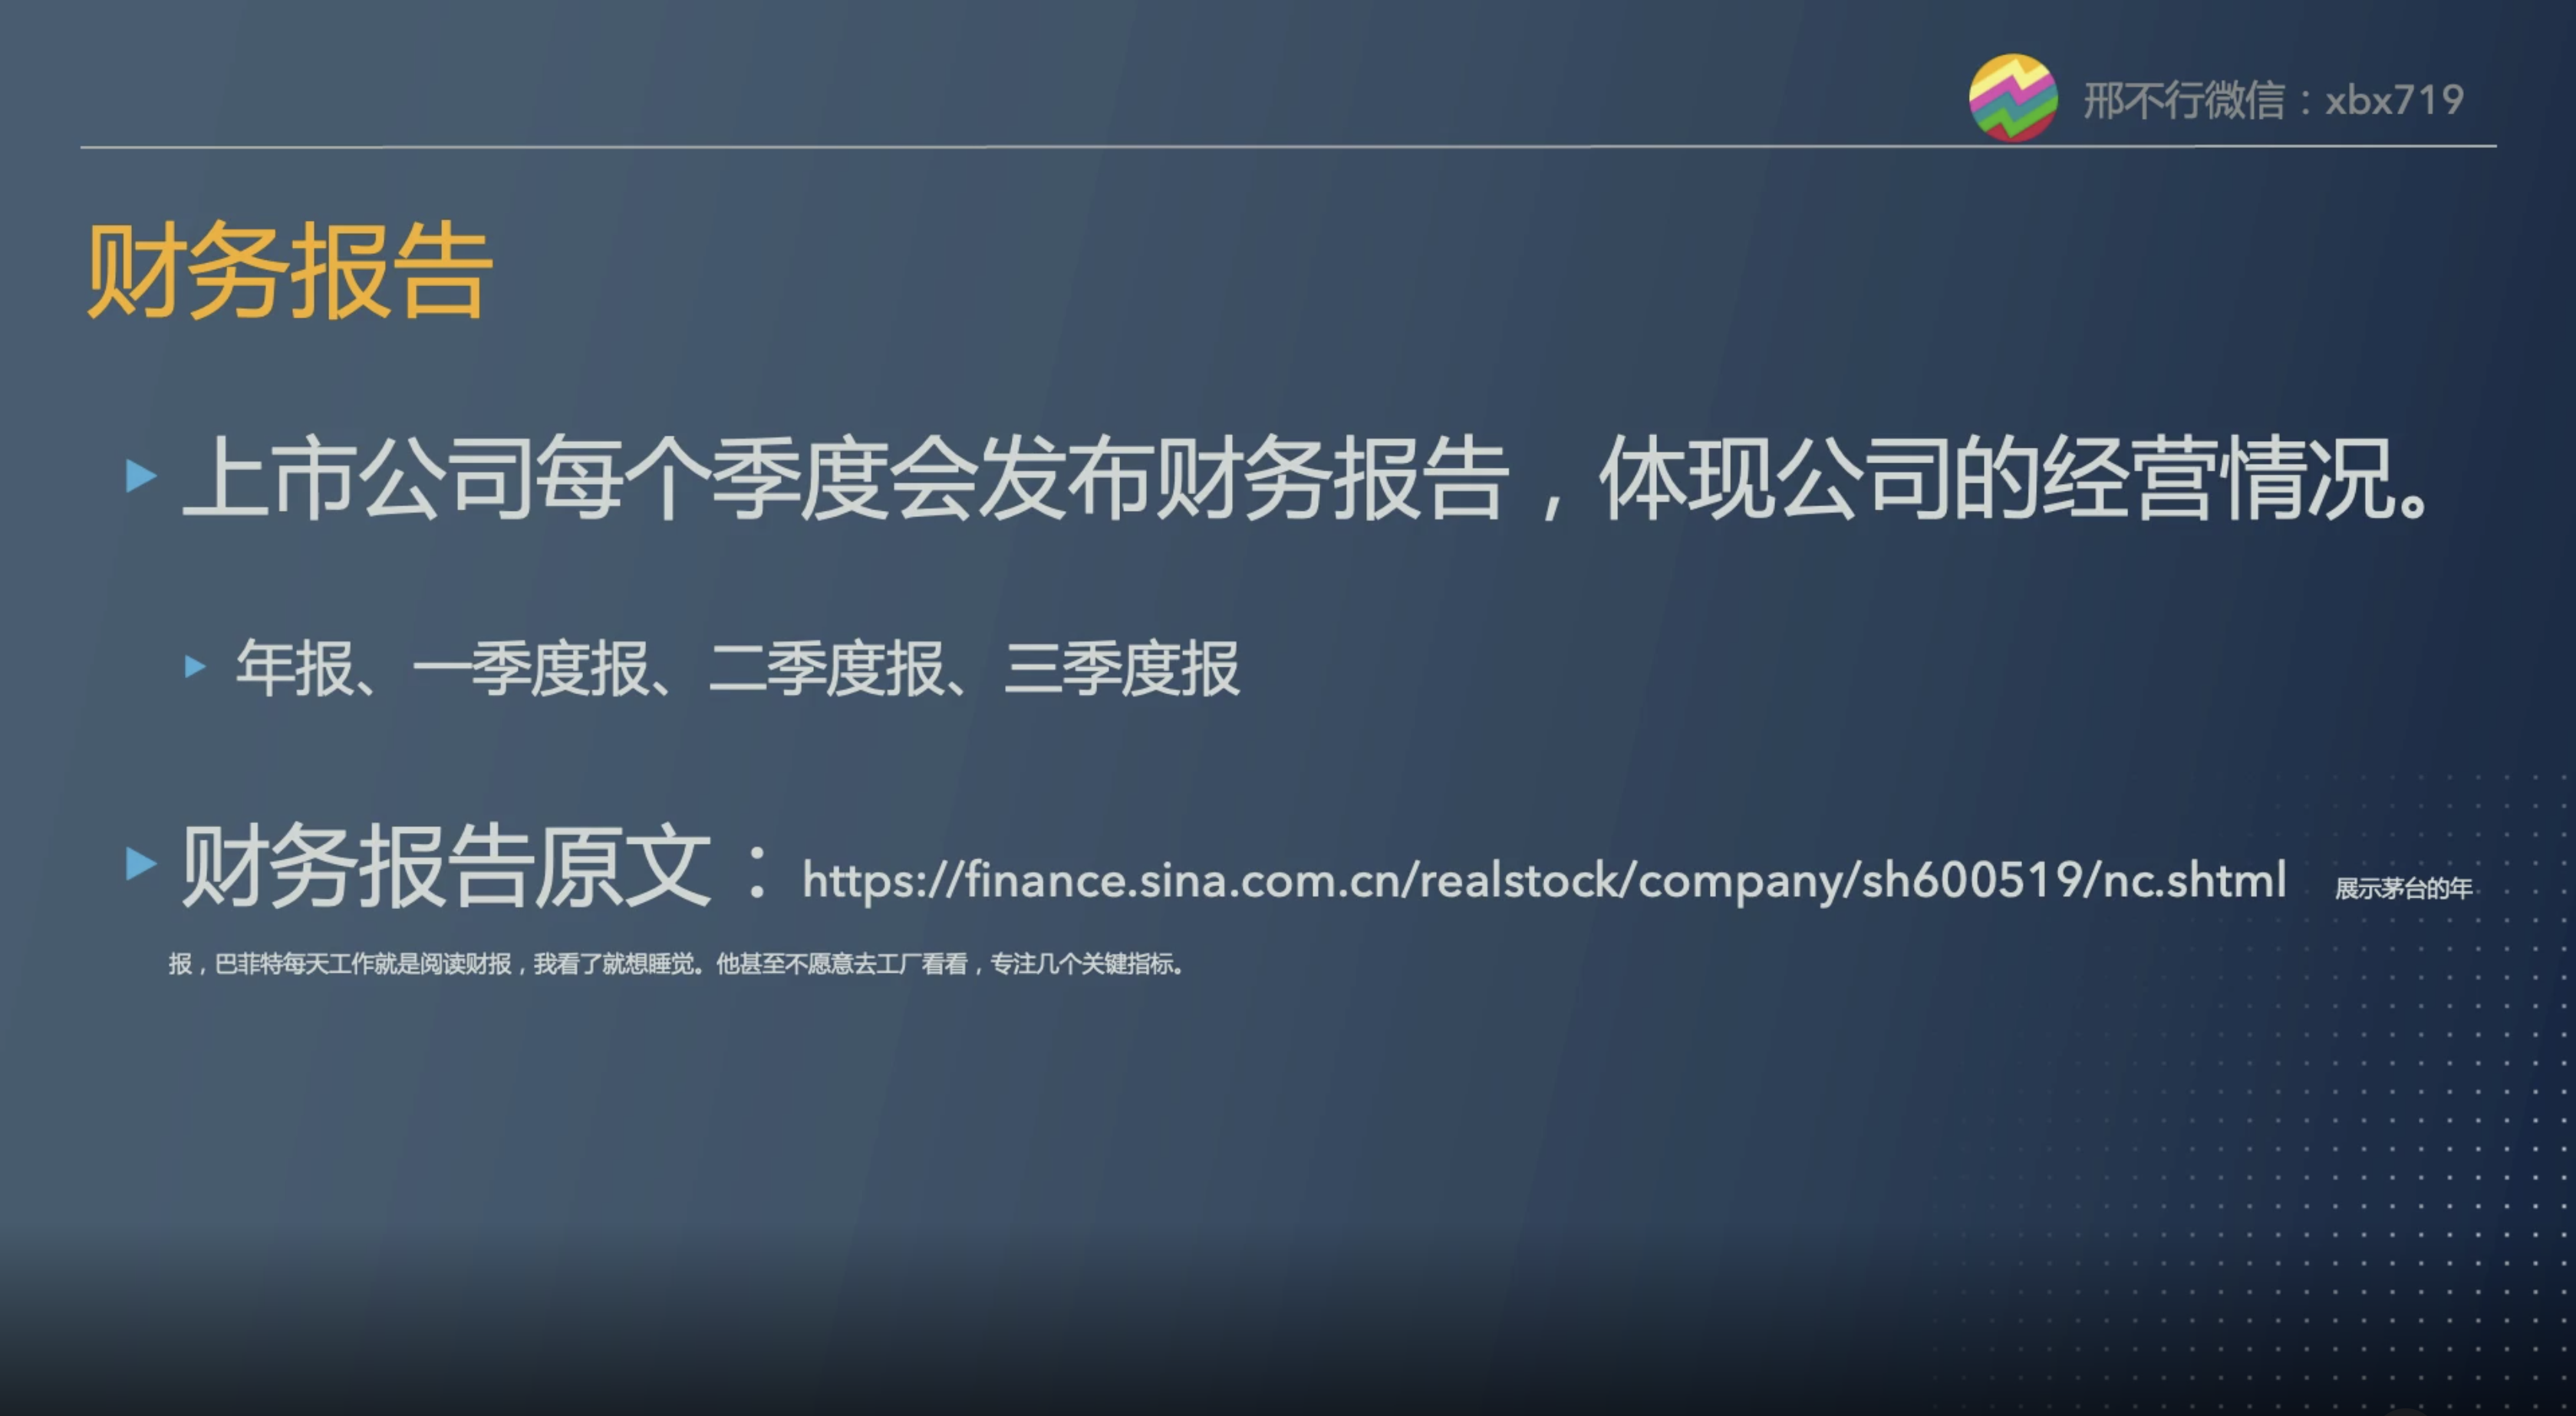 邢不行微信：xbx719
财务报告
上市公司每个季度会发布财务报告，体现公司的经营情况。
年报、一季度报、二季度报、三季度报
财务报告原文：https://finance.sina.com.cn/realstock/company/sh600519/nc.shtml 展示茅台的年
报，巴菲特每天工作就是阅读财报，我看了就想睡觉。他甚至不愿意去工厂看看，专注几个关键指标。